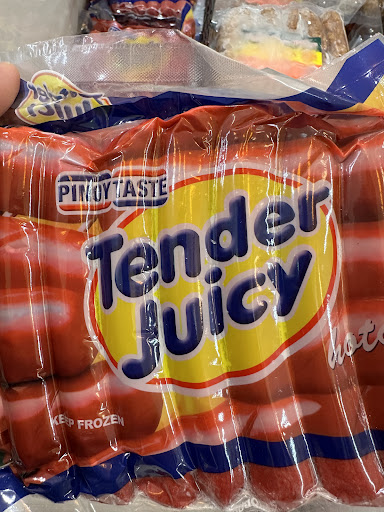 PINOY TASTE
Tender
Juicy
KEEP FROZEN